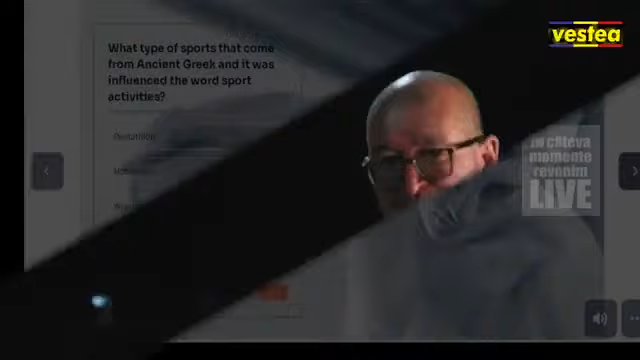 vesfea
What type of sports that come
from Ancient Greek and it was
influenced the word sport
activities?
în câteva
momente
revenim
LIVE